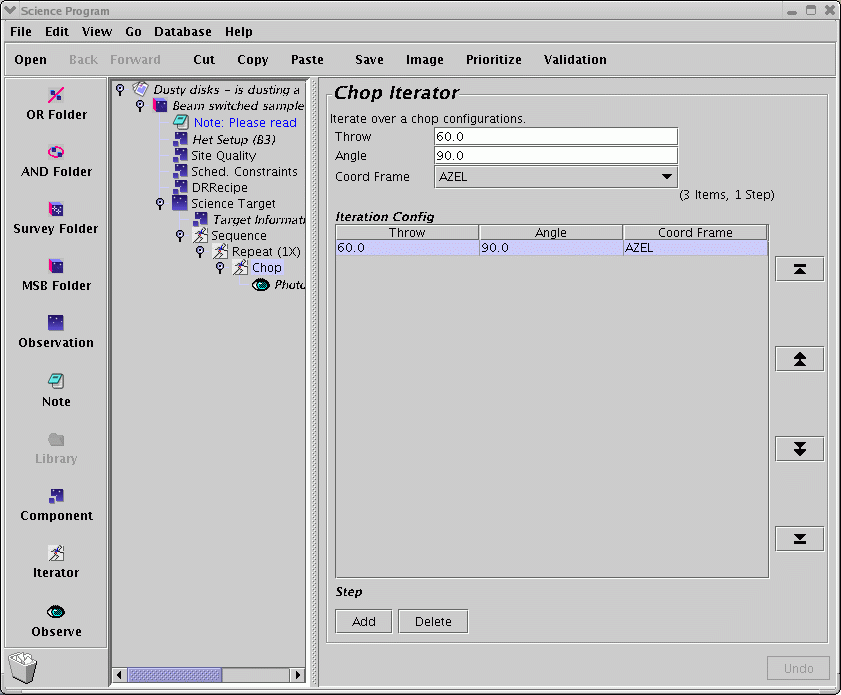 Science Program
File Edit View Go Database Help
Open Back Forward Cut Copy Paste Save Image Prioritize Validation
OR Folder
AND Folder
Survey Folder
MSB Folder
Observation
Note
Library
Component
Iterator
Observe
Dusty disks - is dusting a
Beam switched sample
Note: Please read
Het Setup (B3)
Site Quality
Sched. Constraints
DRRecipe
Science Target
Target Informati
Sequence
Repeat (1X)
Chop
Photo
Chop Iterator
Iterate over a chop configurations.
Throw 60.0
Angle 90.0
Coord Frame AZEL
(3 Items, 1 Step)
Iteration Config
Throw Angle Coord Frame
60.0 90.0 AZEL
Step
Add Delete
Undo